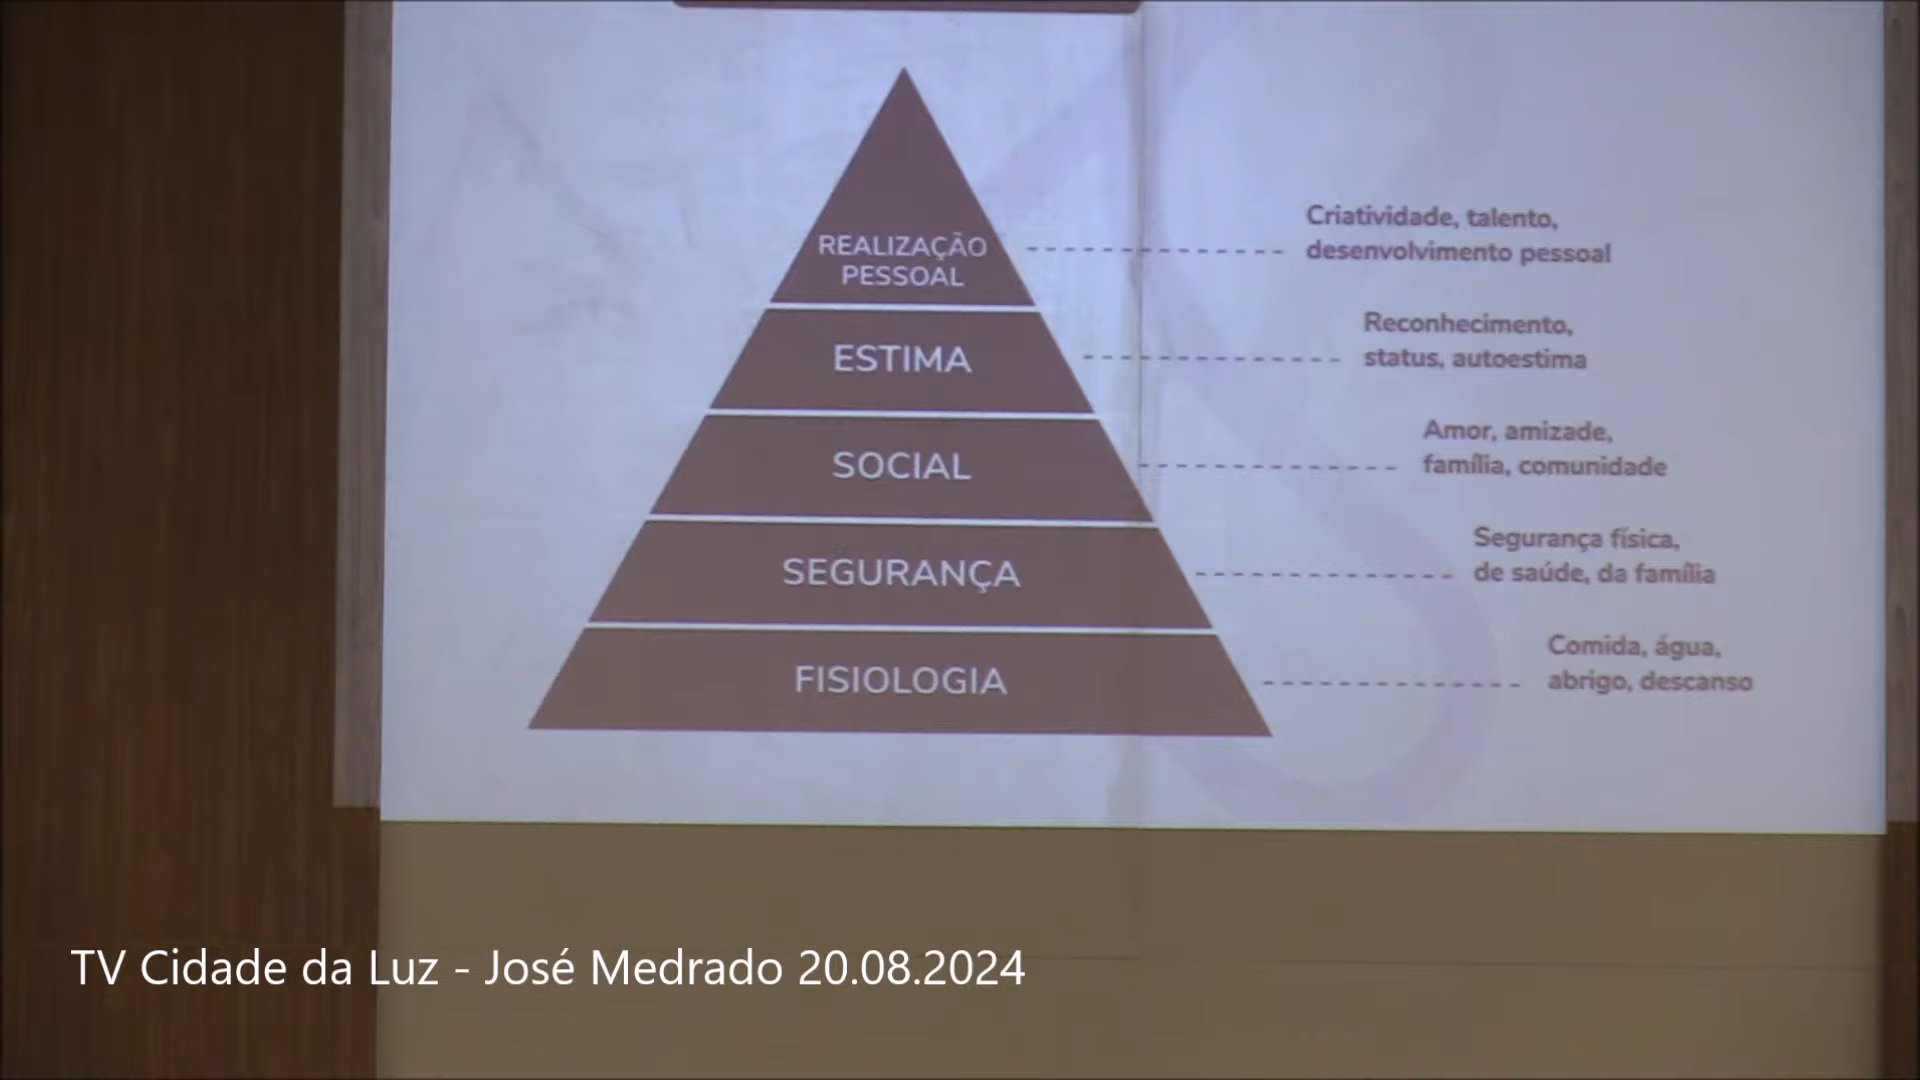 REALIZAÇÃO
PESSOAL
Criatividade, talento,
desenvolvimento pessoal
ESTIMA
Reconhecimento,
status, autoestima
SOCIAL
Amor, amizade,
família, comunidade
SEGURANÇA
Segurança física,
de saúde, da família
FISIOLOGIA
Comida, água,
abrigo, descanso
TV Cidade da Luz - José Medrado 20.08.2024